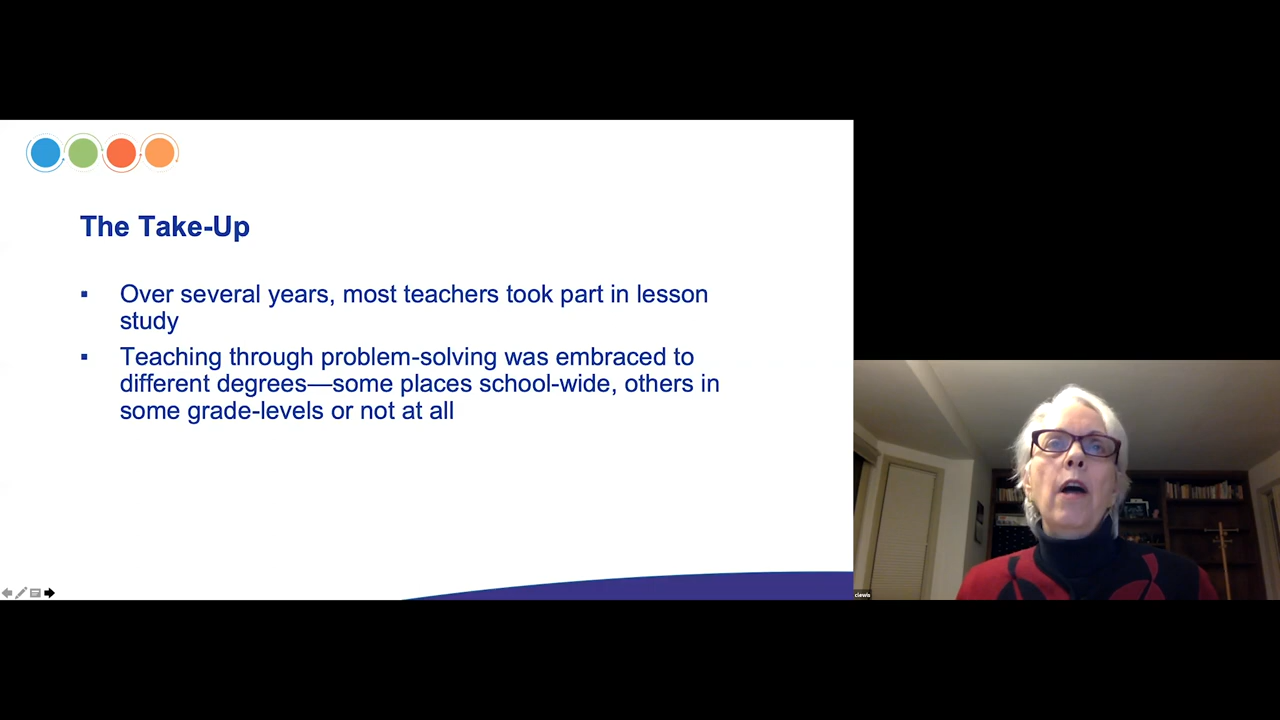 The Take-Up
▪ Over several years, most teachers took part in lesson
study
▪ Teaching through problem-solving was embraced to
different degrees—some places school-wide, others in
some grade-levels or not at all
clewis